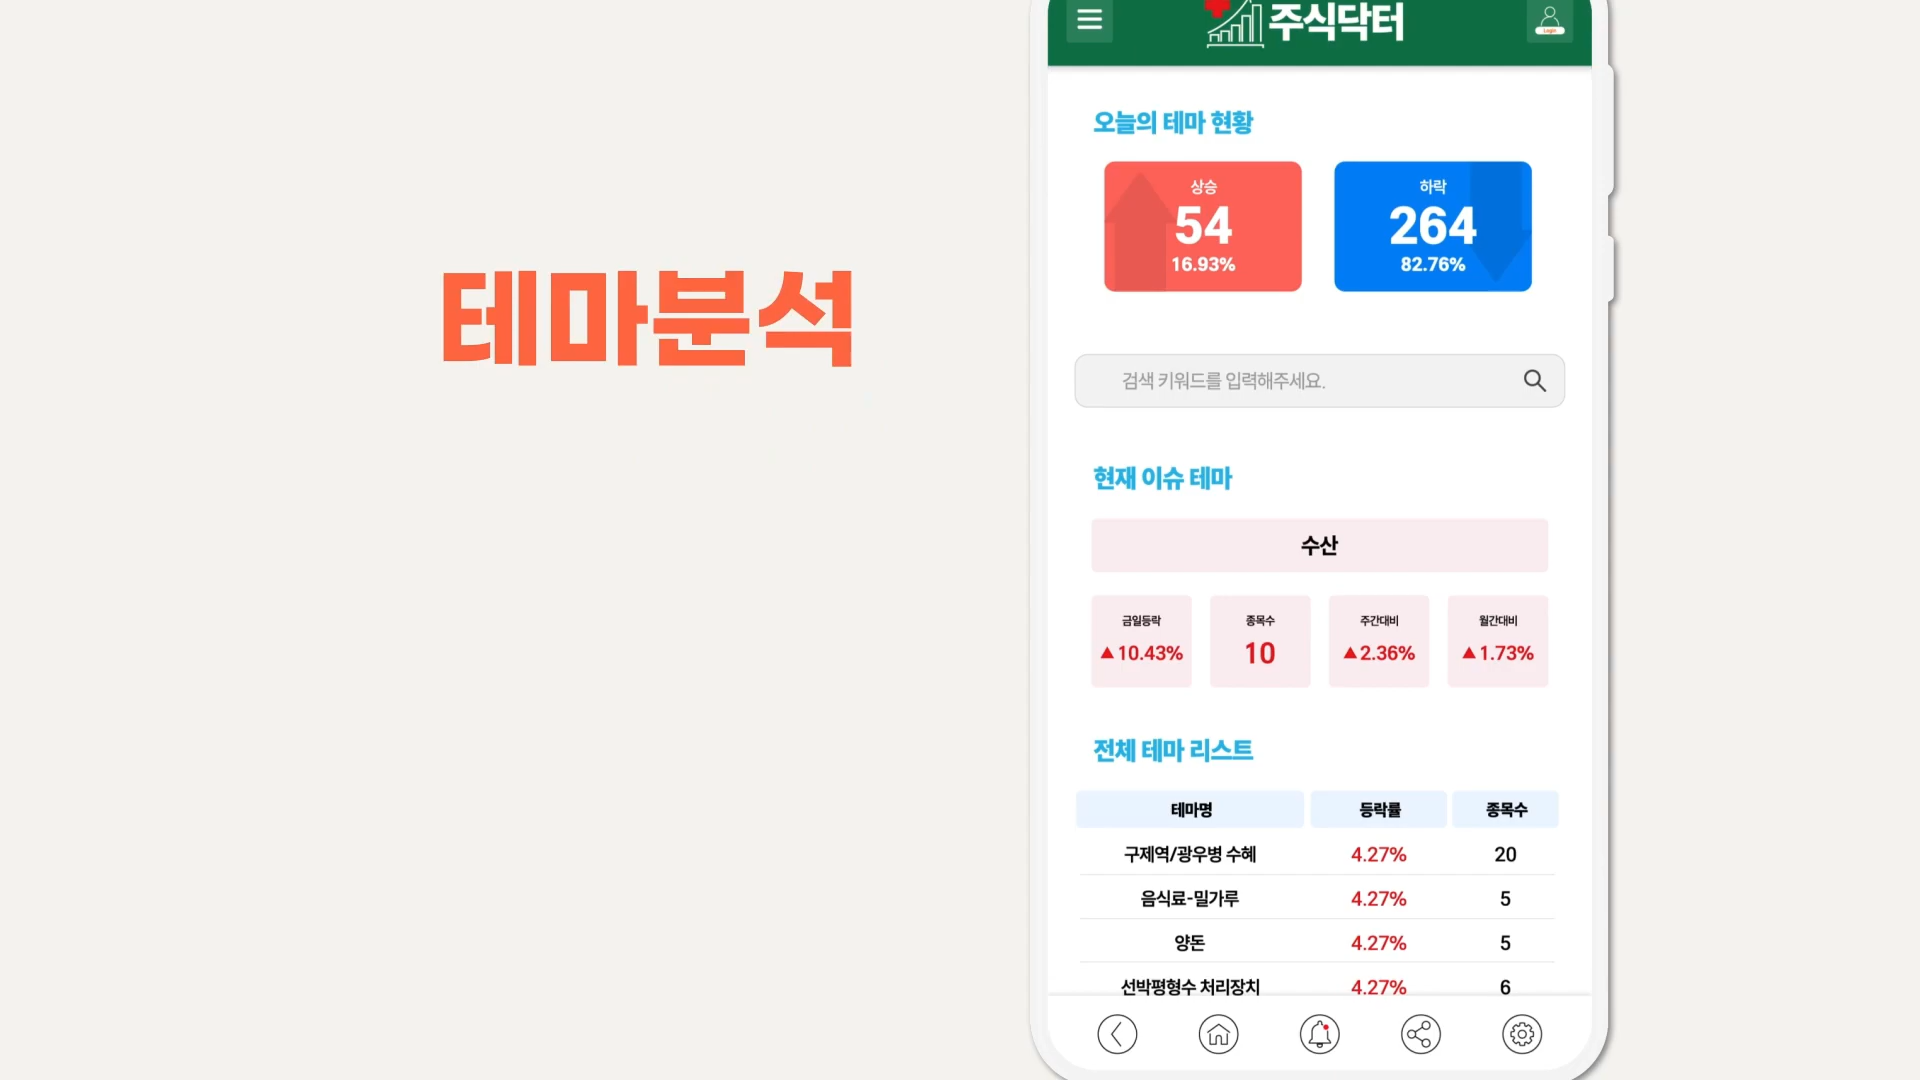 테마분석
주식닥터
Login
오늘의 테마 현황
상승
54
16.93%
하락
264
82.76%
검색 키워드를 입력해주세요.
현재 이슈 테마
수산
금일등락 종목수 주간대비 월간대비
▲10.43% 10 ▲2.36% ▲1.73%
전체 테마 리스트
테마명 등락률 종목수
구제역/광우병 수혜 4.27% 20
음식료-밀가루 4.27% 5
양돈 4.27% 5
선박평형수 처리장치 4.27% 6